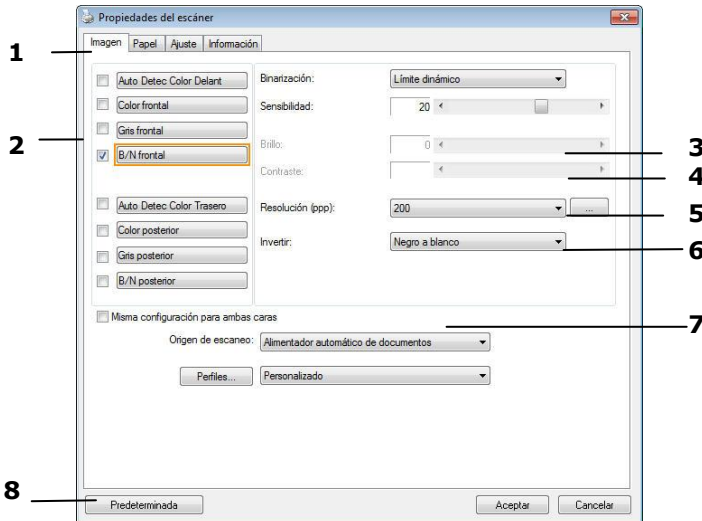 Propiedades del escáner
Imagen Papel Ajuste Información
1
Auto Detec Color Delant
Color frontal
Gris frontal
B/N frontal
Auto Detec Color Trasero
Color posterior
Gris posterior
B/N posterior
2
Binarización: Límite dinámico
Sensibilidad: 20
Brillo: 0
3
Contraste:
4
Resolución (ppp): 200 ...
5
Invertir: Negro a blanco
6
Misma configuración para ambas caras
7
Origen de escaneo: Alimentador automático de documentos
Perfiles... Personalizado
8
Predeterminada Aceptar Cancelar